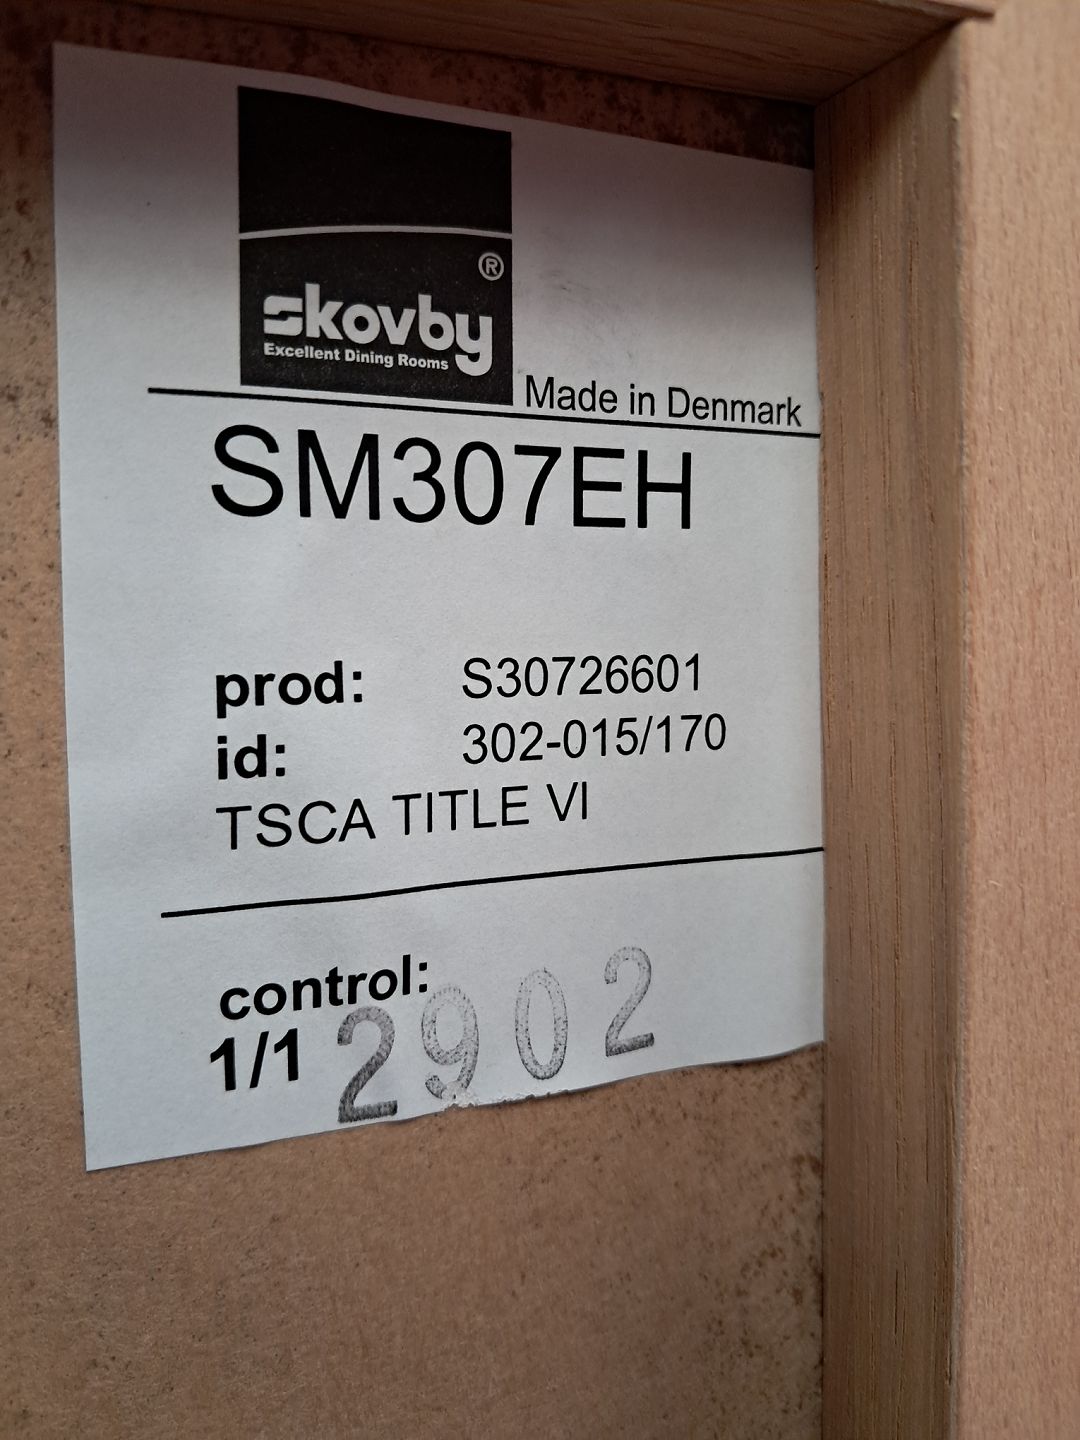 ®
skovby
Excellent Dining Rooms
Made in Denmark
SM307EH
prod: S30726601
id: 302-015/170
TSCA TITLE VI
control:
1/1 2902